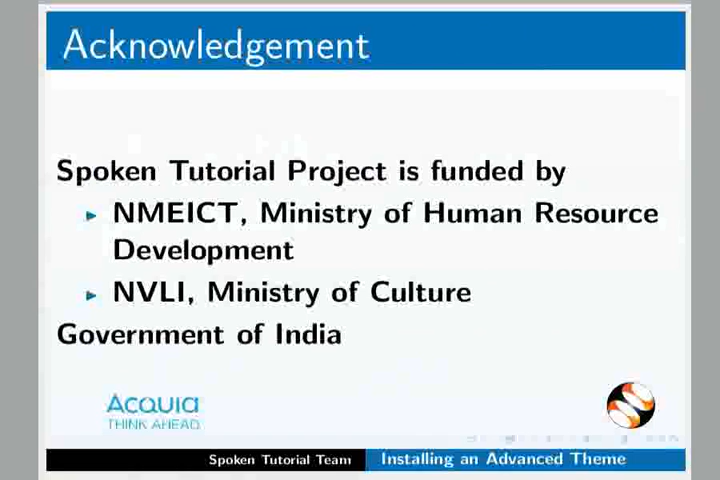 Acknowledgement
Spoken Tutorial Project is funded by
NMEICT, Ministry of Human Resource
Development
NVLI, Ministry of Culture
Government of India
Acquia
THINK AHEAD.
Spoken Tutorial Team
Installing an Advanced Theme